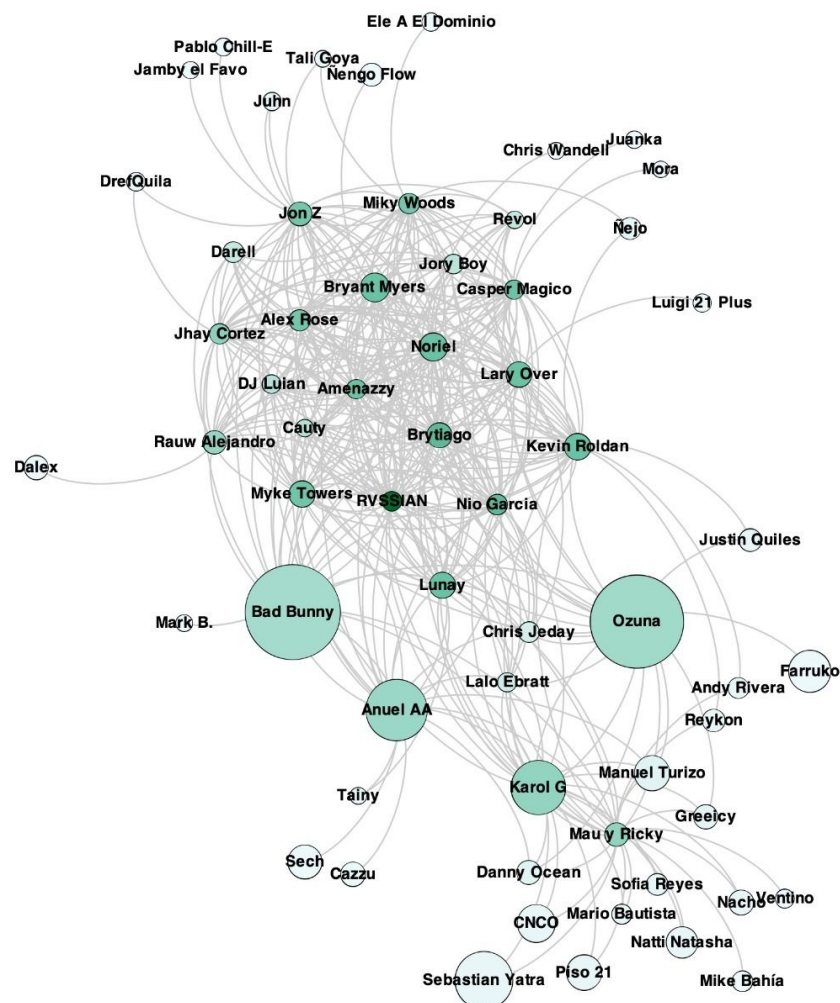 Ele A El Dominio
Pablo Chill-E
Tali Goya
Jamby el Favo
Ñengo Flow
Juhn
Juanka
Chris Wandell
Mora
DrefQuila
Miky Woods
Jon Z
Revol
Ñejo
Darell
Jory Boy
Bryant Myers
Casper Magico
Luigi 21 Plus
Alex Rose
Jhay Cortez
Noriel
Lary Over
DJ Luian
Amenazzy
Cauty
Brytiago
Rauw Alejandro
Kevin Roldan
Dalex
Myke Towers
RVSSIAN
Nio Garcia
Justin Quiles
Lunay
Bad Bunny
Mark B.
Ozuna
Chris Jeday
Farruko
Lalo Ebratt
Andy Rivera
Anuel AA
Reykon
Manuel Turizo
Karol G
Tainy
Greeicy
Mau y Ricky
Sech
Cazzu
Danny Ocean
Sofia Reyes
Nacho
Ventino
Mario Bautista
CNCO
Natti Natasha
Sebastian Yatra
Piso 21
Mike Bahía